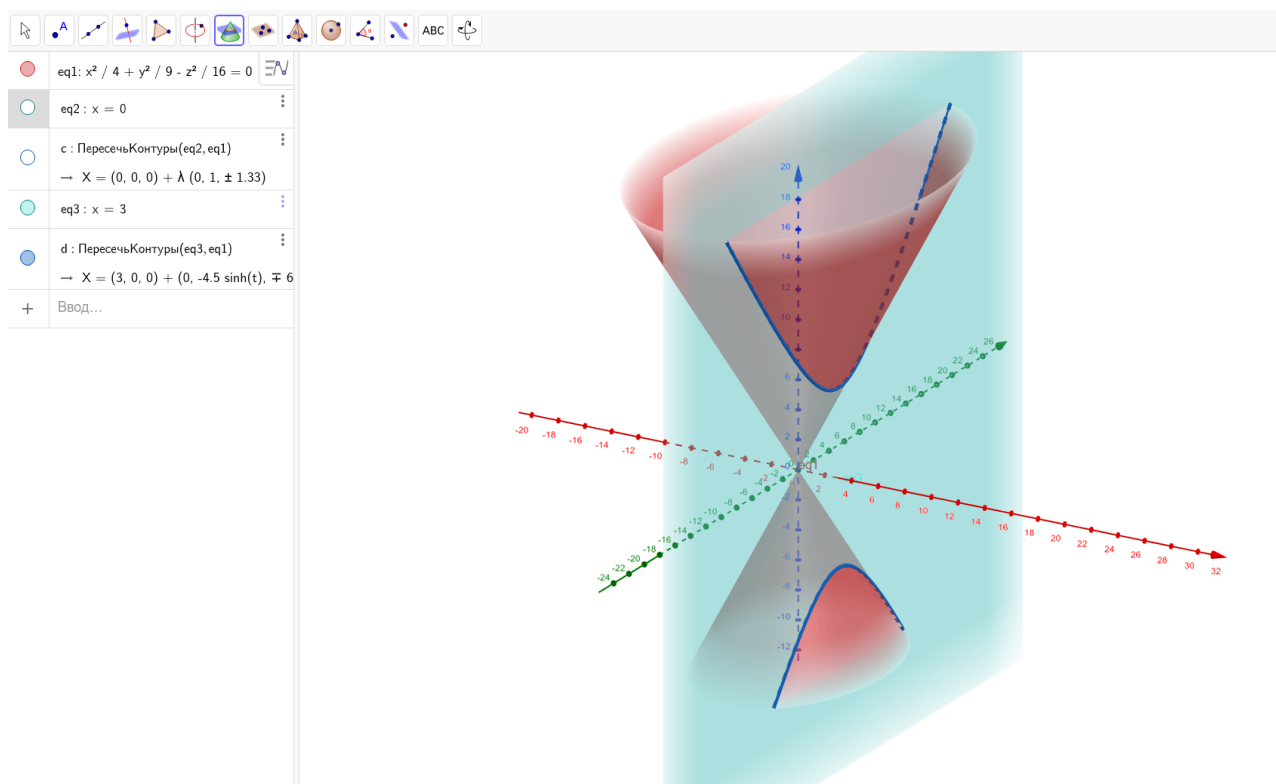 A
α
ABC
eq1: x² / 4 + y² / 9 - z² / 16 = 0
eq2 : x = 0
c : ПересечьКонтуры(eq2, eq1)
→ X = (0, 0, 0) + λ (0, 1, ± 1.33)
eq3 : x = 3
d : ПересечьКонтуры(eq3, eq1)
→ X = (3, 0, 0) + (0, -4.5 sinh(t), ∓ 6
+ Ввод...
20
18
16
14
12
10
6
4
2
0
-2
-4
-6
-8
-10
-12
-20 -18 -16 -14 -12 -10 -8 -6 -4 -2
2 4 6 8 10 12 14 16 18 20 22 24 26 28 30 32
-24 -22 -20 -18 -16 -14 -12 -10 -8 -6 -4 -2
2 4 6 8 10 12 14 16 18 20 22 24 26
eq1